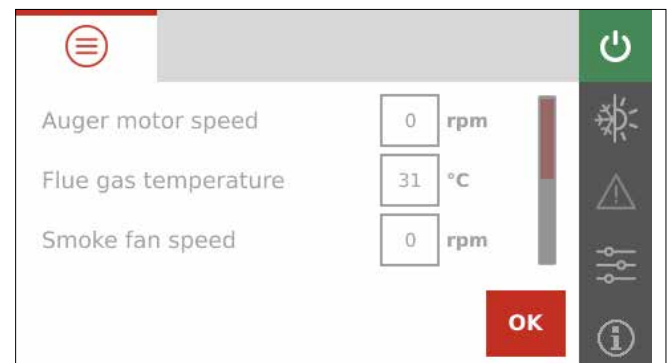 Auger motor speed 0 rpm
Flue gas temperature 31 °C
Smoke fan speed 0 rpm
OK